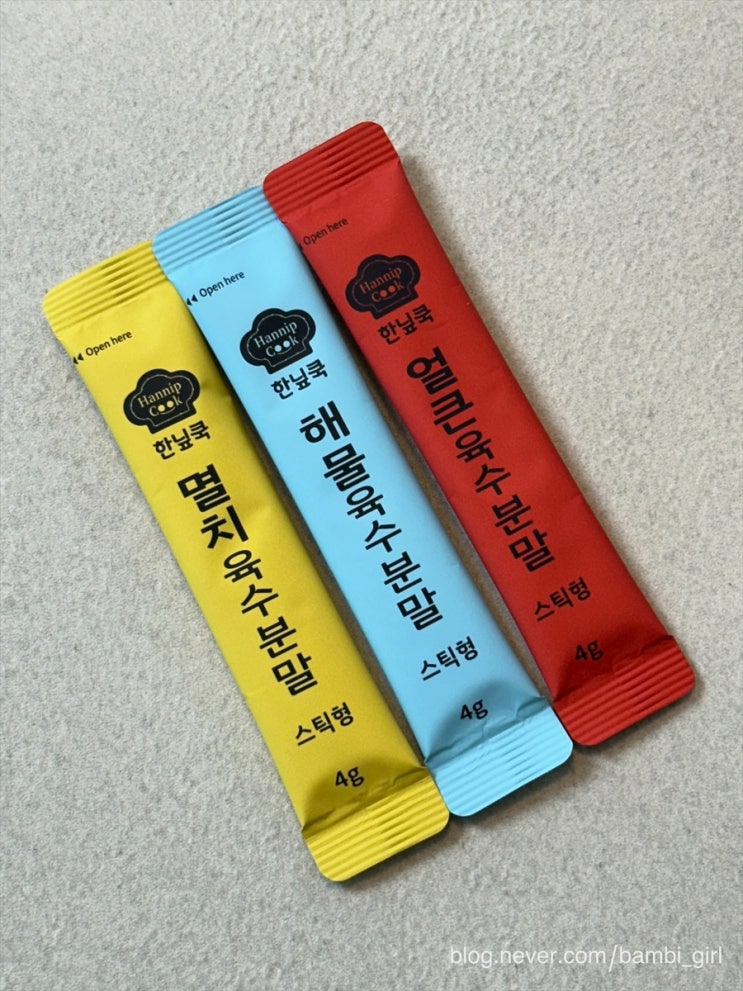 Open here
Hannip
Cook
한닢쿡
멸치육수분말
스틱형
4g
Open here
Hannip
Cook
한닢쿡
해물육수분말
스틱형
4g
Open here
Hannip
Cook
한닢쿡
얼큰육수분말
스틱형
4g
blog.never.com/bambi_girl